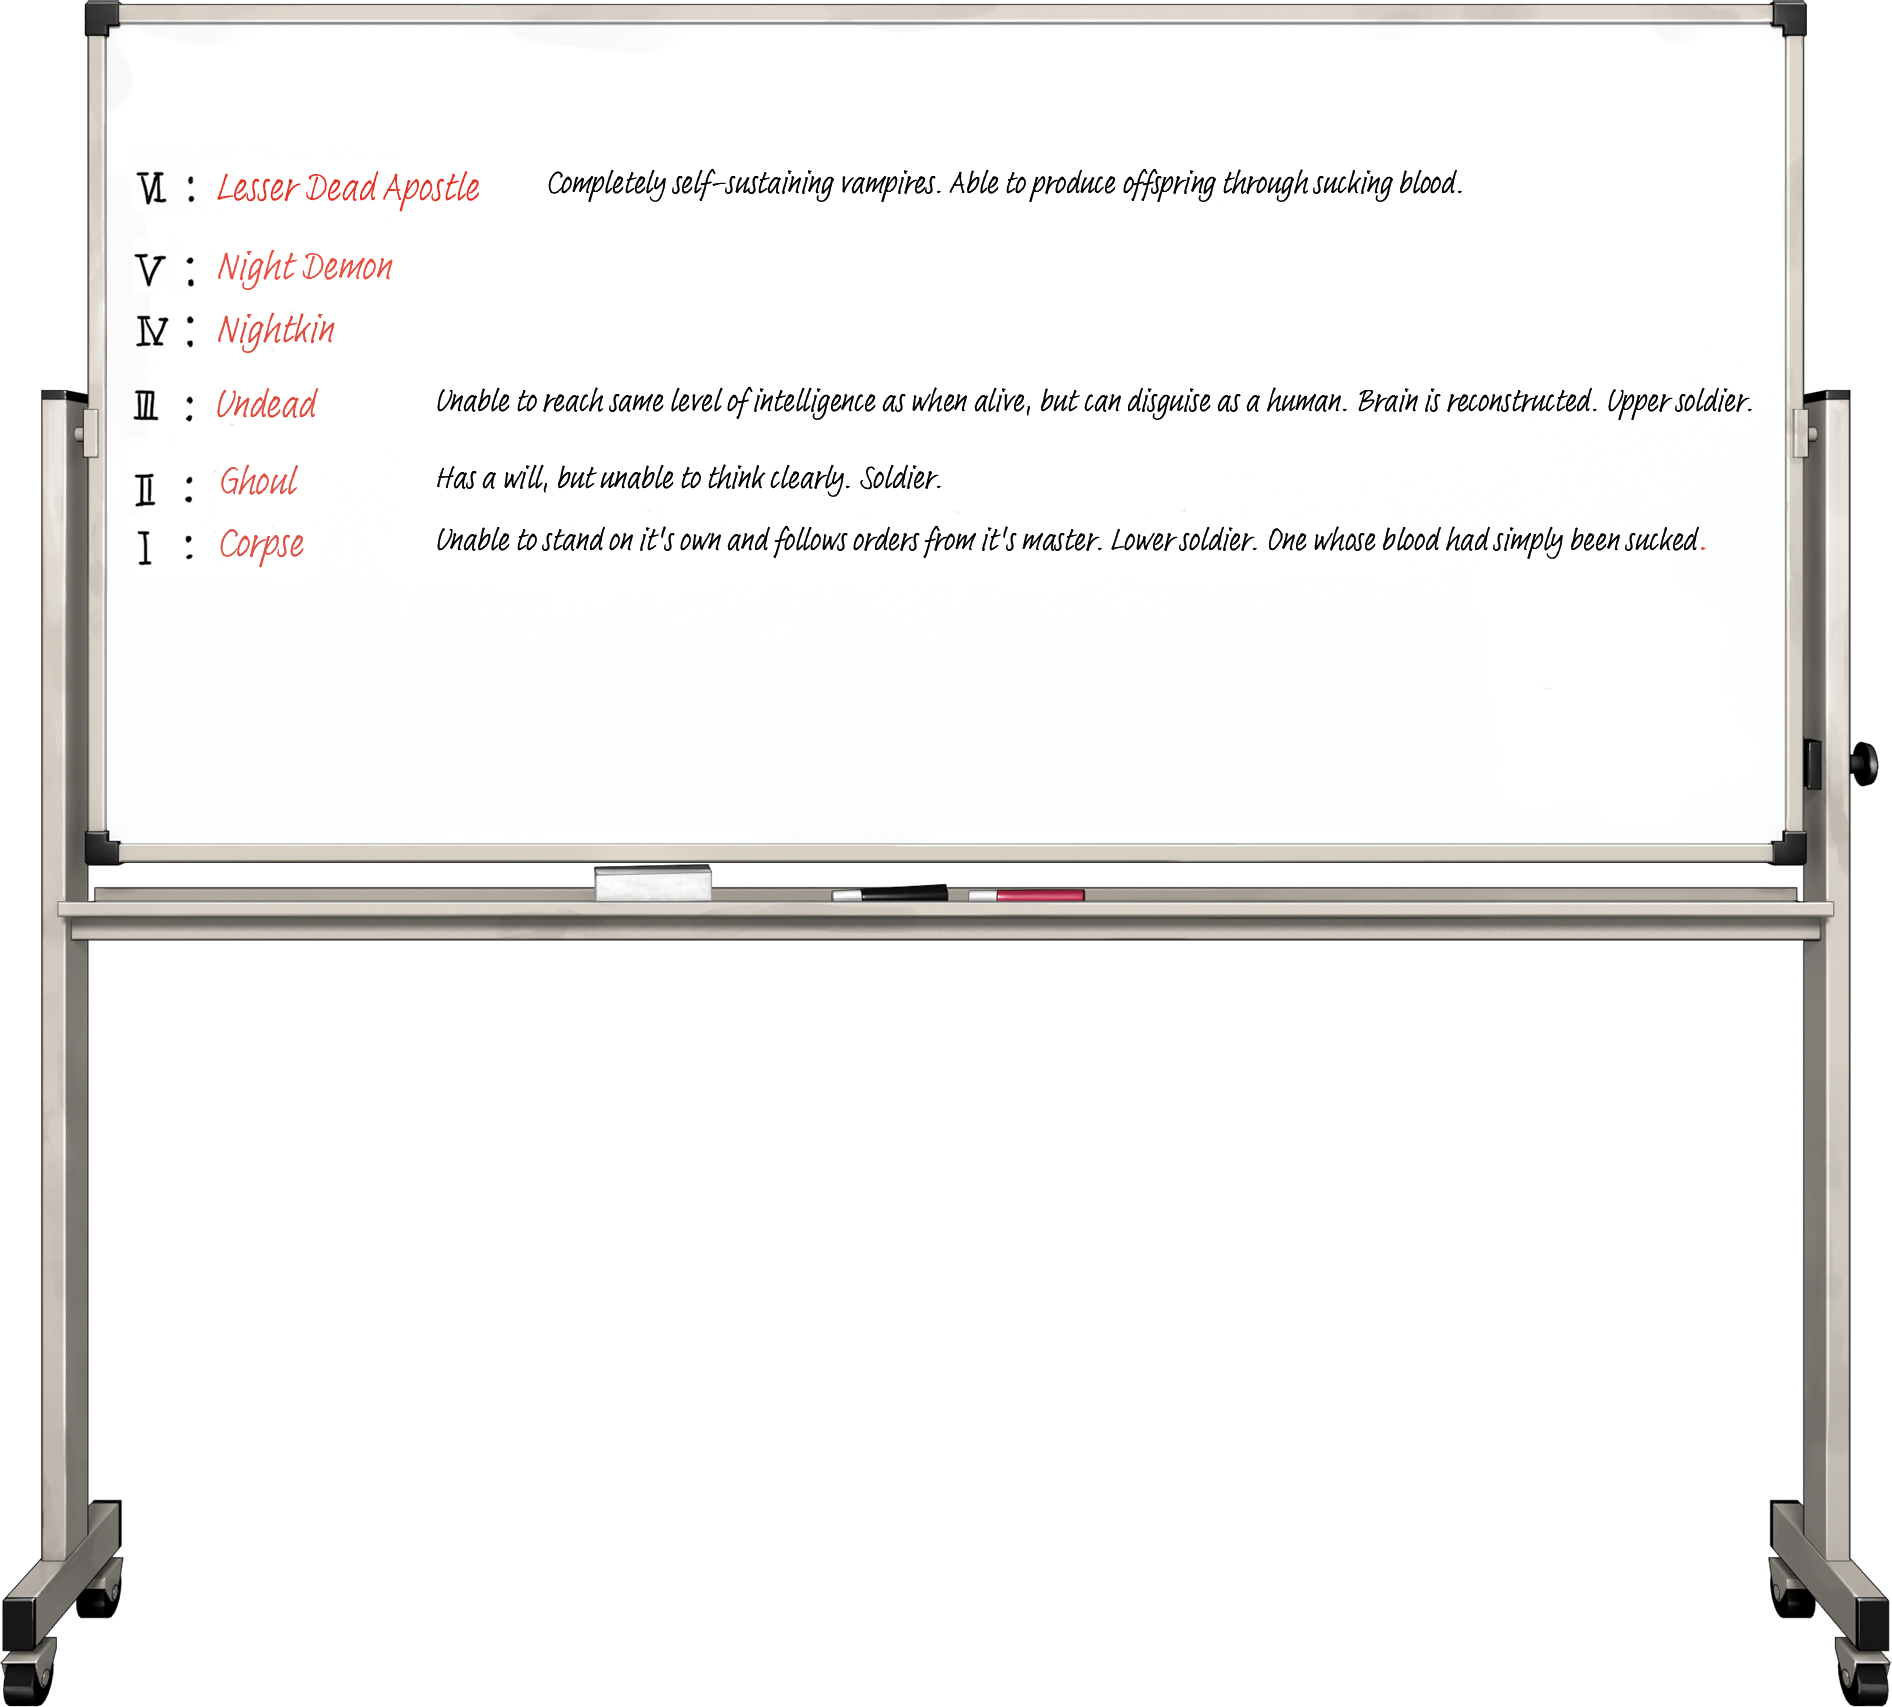 VI : Lesser Dead Apostle Completely self-sustaining vampires. Able to produce offspring through sucking blood.
V : Night Demon
IV : Nightkin
III : Undead Unable to reach same level of intelligence as when alive, but can disguise as a human. Brain is reconstructed. Upper soldier.
II : Ghoul Has a will, but unable to think clearly. Soldier.
I : Corpse Unable to stand on it's own and follows orders from it's master. Lower soldier. One whose blood had simply been sucked.